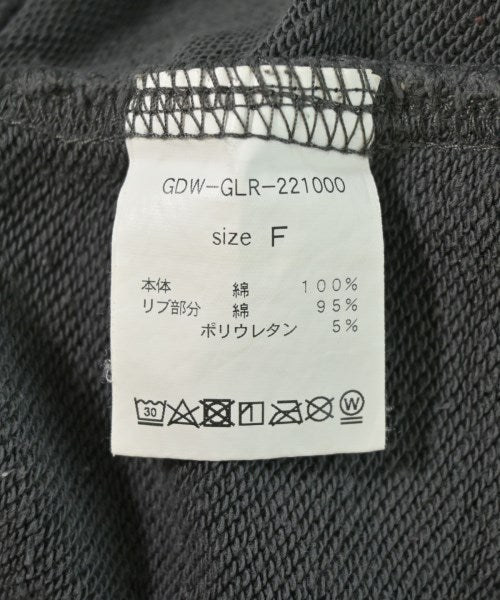 GDW-GLR-221000
size F
本体 綿 100%
リブ部分 綿 95%
ポリウレタン 5%
30 W